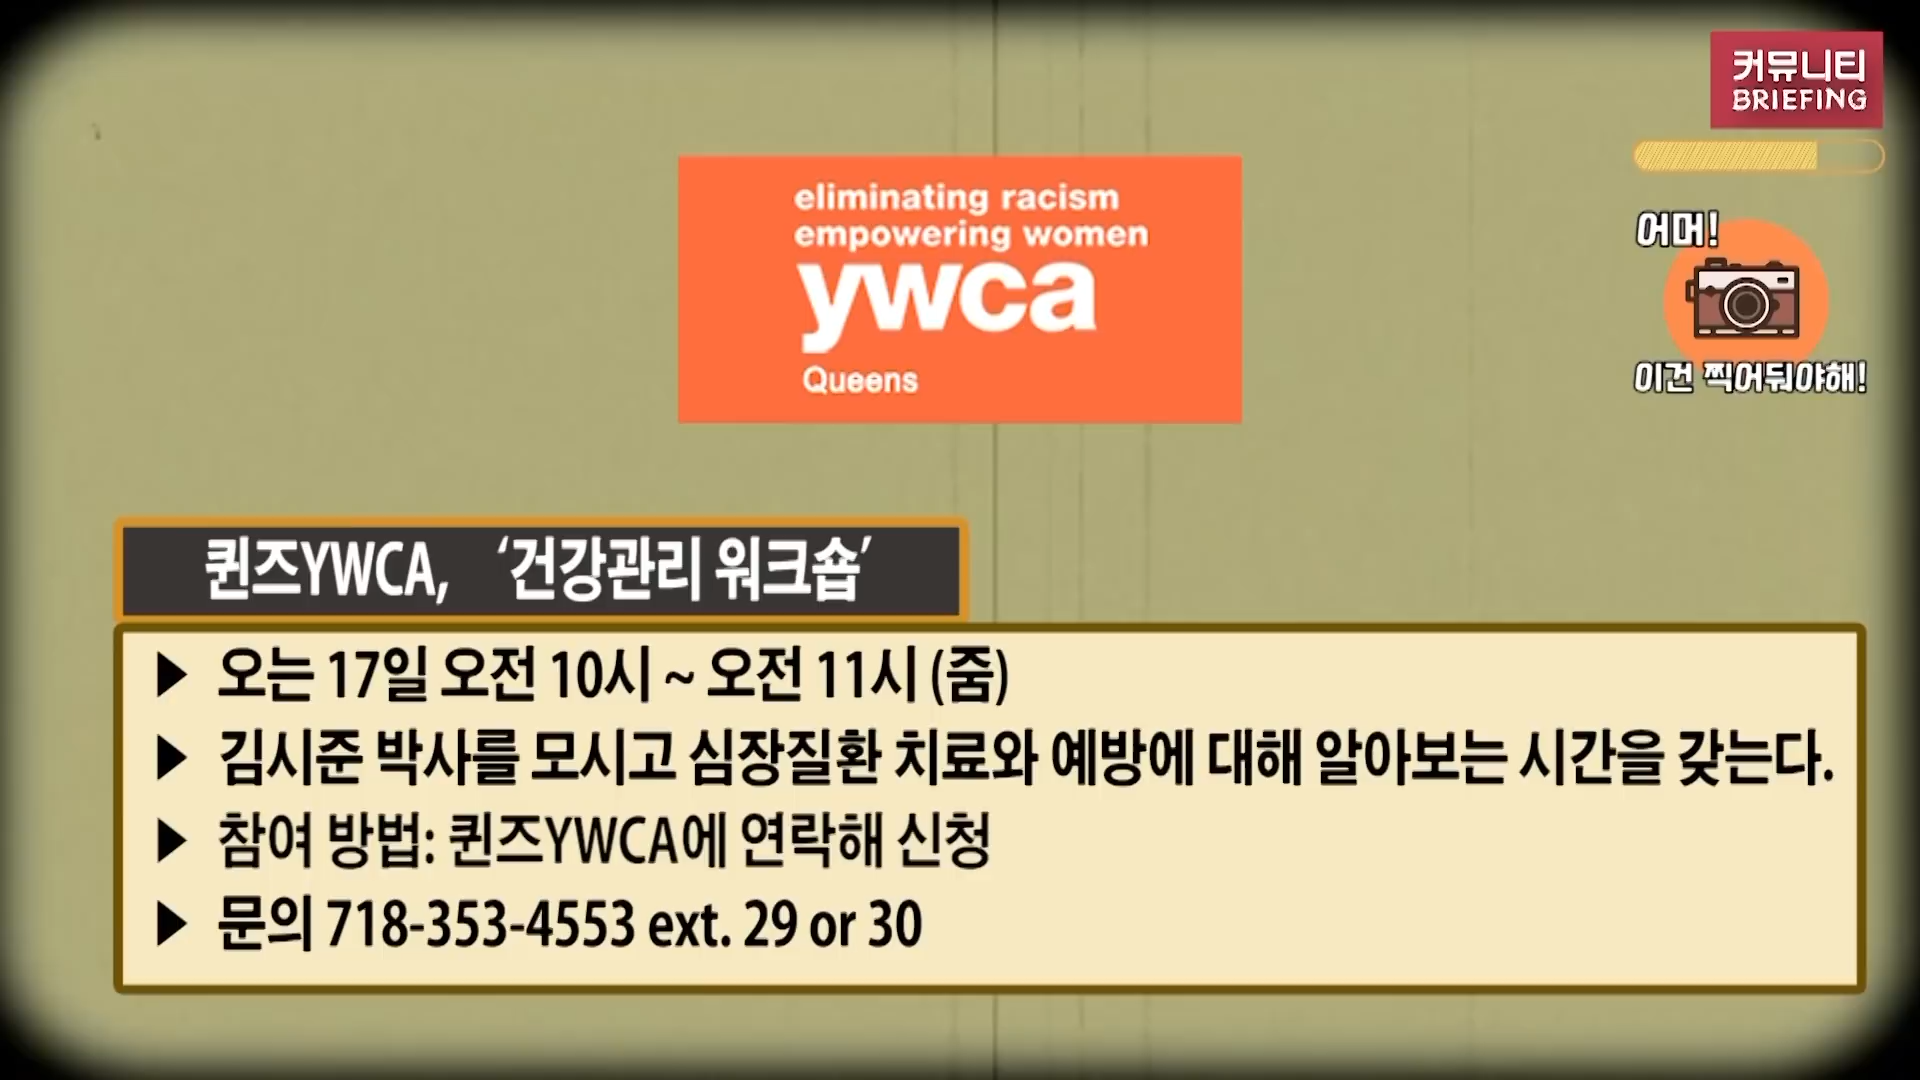 커뮤니티
BRIEFING
eliminating racism
empowering women
ywca
Queens
어머!
이건 찍어둬야해!
퀸즈YWCA, ‘건강관리 워크숍’
▶ 오는 17일 오전 10시 ~ 오전 11시 (줌)
▶ 김시준 박사를 모시고 심장질환 치료와 예방에 대해 알아보는 시간을 갖는다.
▶ 참여 방법: 퀸즈YWCA에 연락해 신청
▶ 문의 718-353-4553 ext. 29 or 30